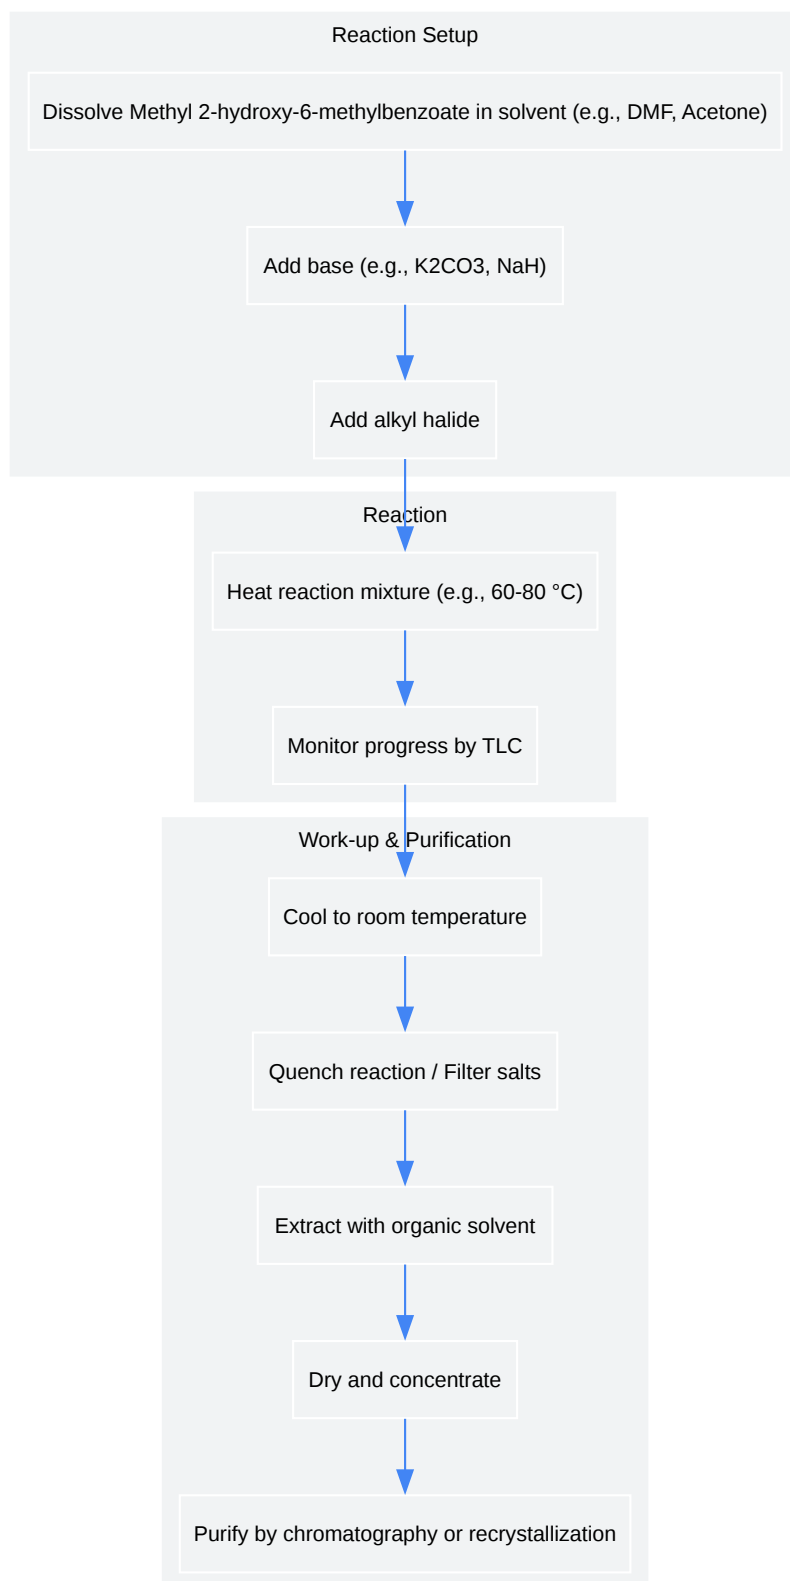 Reaction Setup
Dissolve Methyl 2-hydroxy-6-methylbenzoate in solvent (e.g., DMF, Acetone)
Add base (e.g., K2CO3, NaH)
Add alkyl halide
Reaction
Heat reaction mixture (e.g., 60-80 °C)
Monitor progress by TLC
Work-up & Purification
Cool to room temperature
Quench reaction / Filter salts
Extract with organic solvent
Dry and concentrate
Purify by chromatography or recrystallization